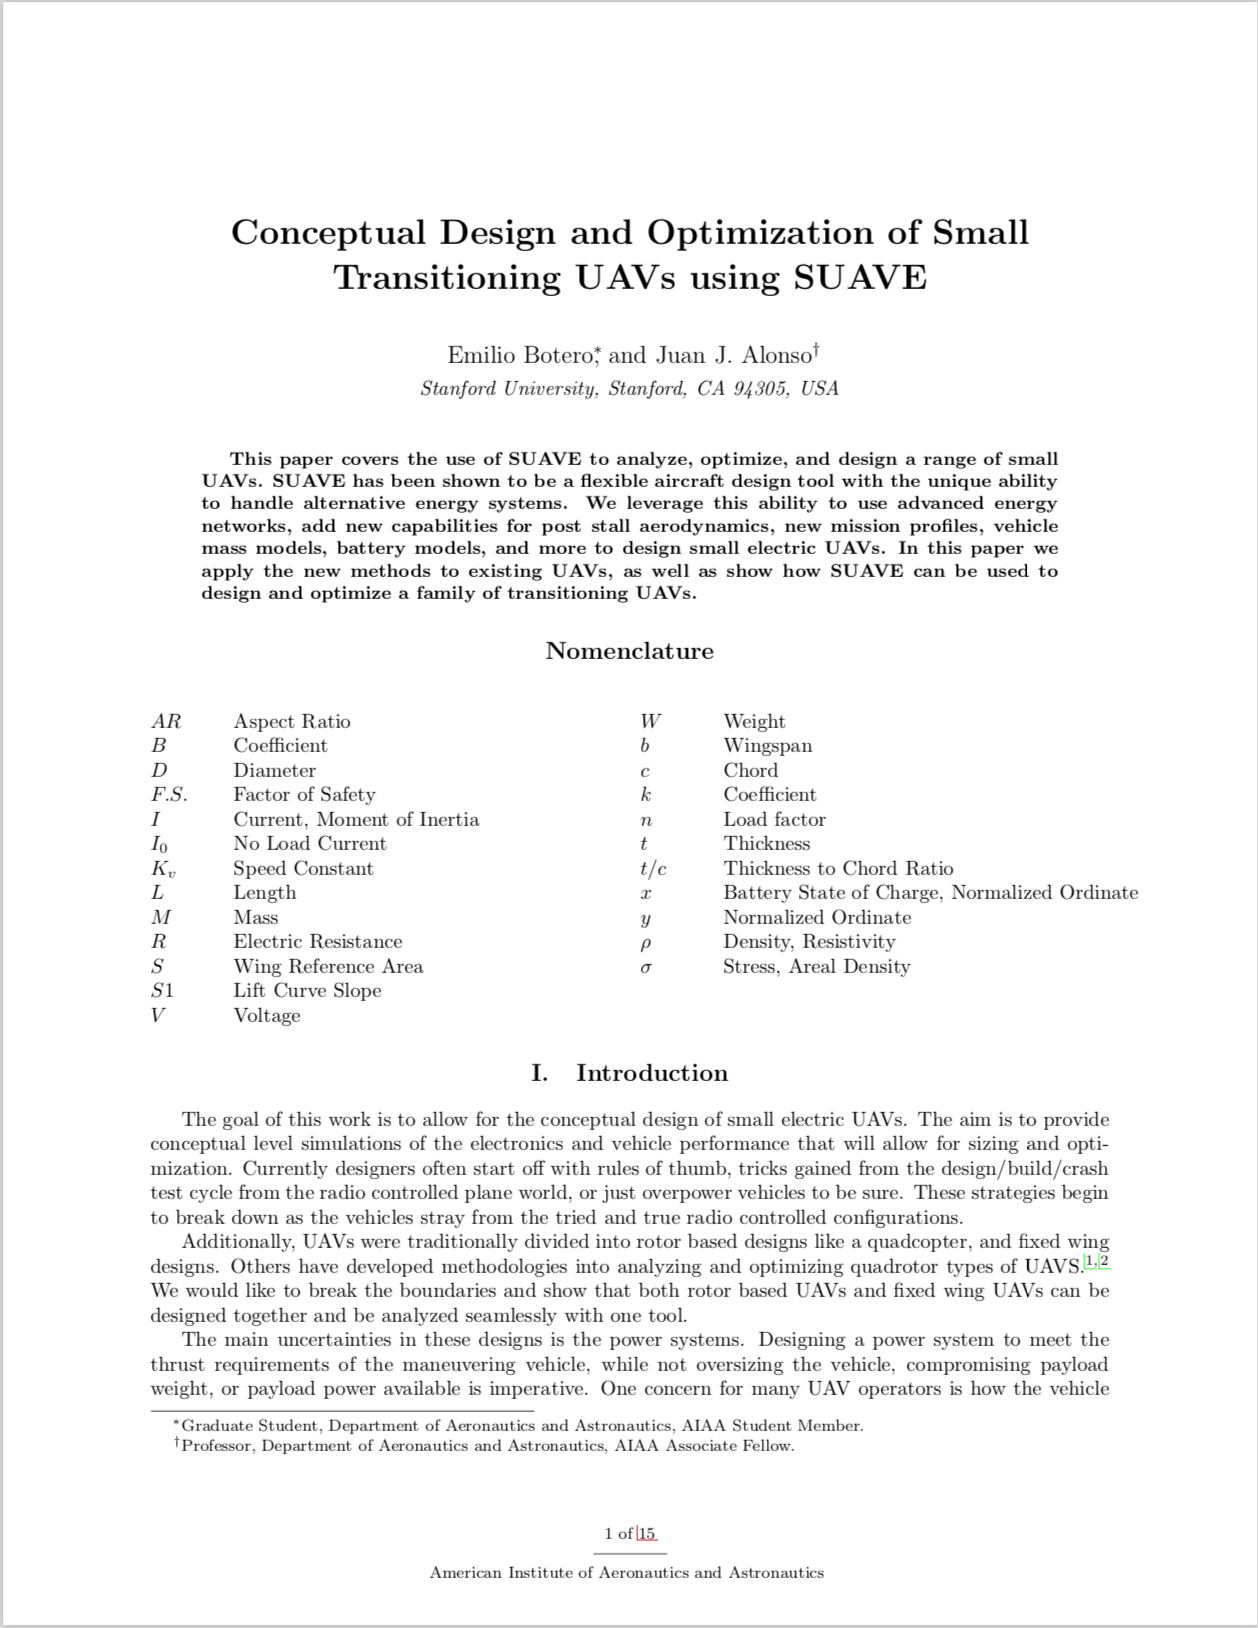 Conceptual Design and Optimization of Small
Transitioning UAVs using SUAVE
Emilio Botero,* and Juan J. Alonso†
Stanford University, Stanford, CA 94305, USA
This paper covers the use of SUAVE to analyze, optimize, and design a range of small
UAVs. SUAVE has been shown to be a flexible aircraft design tool with the unique ability
to handle alternative energy systems. We leverage this ability to use advanced energy
networks, add new capabilities for post stall aerodynamics, new mission profiles, vehicle
mass models, battery models, and more to design small electric UAVs. In this paper we
apply the new methods to existing UAVs, as well as show how SUAVE can be used to
design and optimize a family of transitioning UAVs.
Nomenclature
AR Aspect Ratio
B Coefficient
D Diameter
F.S. Factor of Safety
I Current, Moment of Inertia
I0 No Load Current
Kv Speed Constant
L Length
M Mass
R Electric Resistance
S Wing Reference Area
S1 Lift Curve Slope
V Voltage
W Weight
b Wingspan
c Chord
k Coefficient
n Load factor
t Thickness
t/c Thickness to Chord Ratio
x Battery State of Charge, Normalized Ordinate
y Normalized Ordinate
ρ Density, Resistivity
σ Stress, Areal Density
I. Introduction
The goal of this work is to allow for the conceptual design of small electric UAVs. The aim is to provide
conceptual level simulations of the electronics and vehicle performance that will allow for sizing and opti-
mization. Currently designers often start off with rules of thumb, tricks gained from the design/build/crash
test cycle from the radio controlled plane world, or just overpower vehicles to be sure. These strategies begin
to break down as the vehicles stray from the tried and true radio controlled configurations.
Additionally, UAVs were traditionally divided into rotor based designs like a quadcopter, and fixed wing
designs. Others have developed methodologies into analyzing and optimizing quadrotor types of UAVS.1,2
We would like to break the boundaries and show that both rotor based UAVs and fixed wing UAVs can be
designed together and be analyzed seamlessly with one tool.
The main uncertainties in these designs is the power systems. Designing a power system to meet the
thrust requirements of the maneuvering vehicle, while not oversizing the vehicle, compromising payload
weight, or payload power available is imperative. One concern for many UAV operators is how the vehicle
*Graduate Student, Department of Aeronautics and Astronautics, AIAA Student Member.
†Professor, Department of Aeronautics and Astronautics, AIAA Associate Fellow.
1 of 15
American Institute of Aeronautics and Astronautics